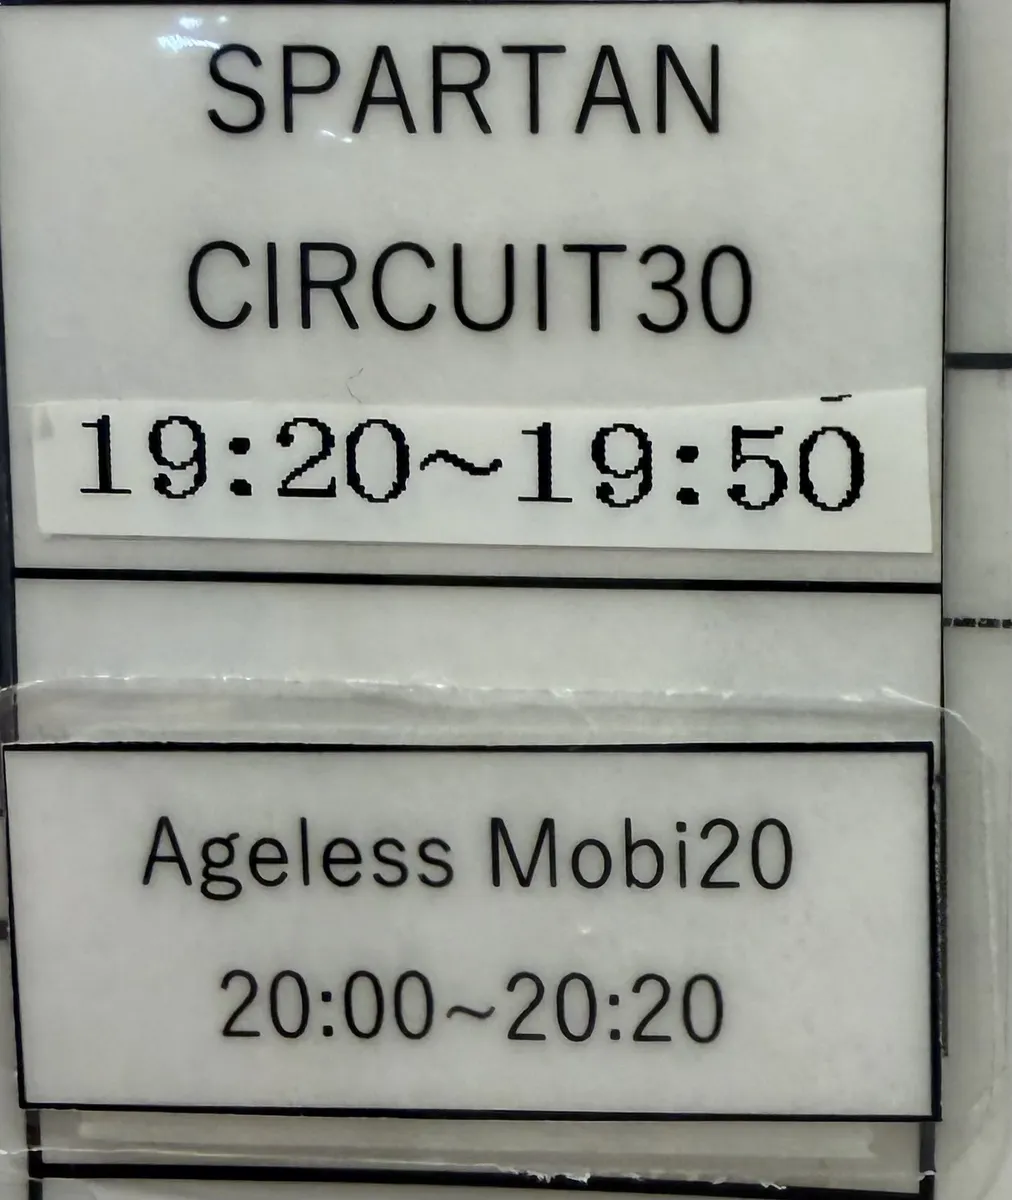 SPARTAN
CIRCUIT30
19:20~19:50
Ageless Mobi20
20:00~20:20